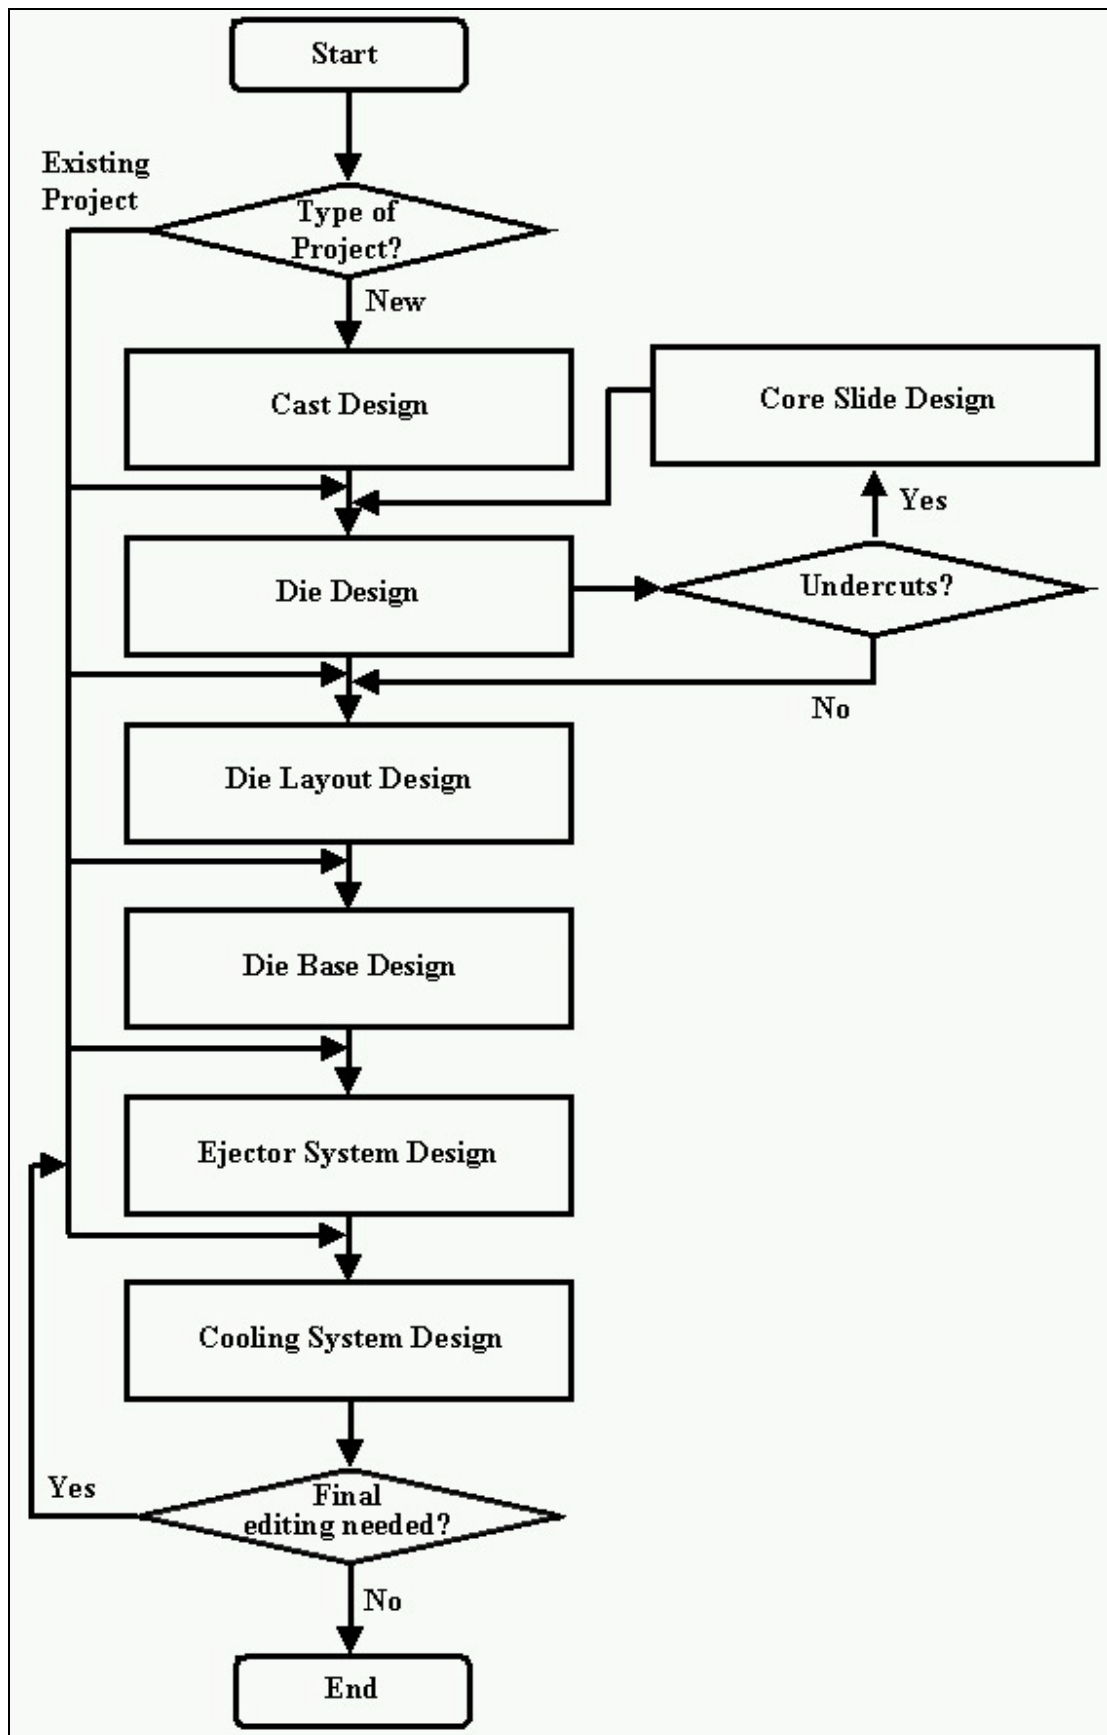 Start
Existing
Project
Type of
Project?
New
Cast Design
Core Slide Design
Yes
Die Design
Undercuts?
No
Die Layout Design
Die Base Design
Ejector System Design
Cooling System Design
Yes
Final
editing needed?
No
End